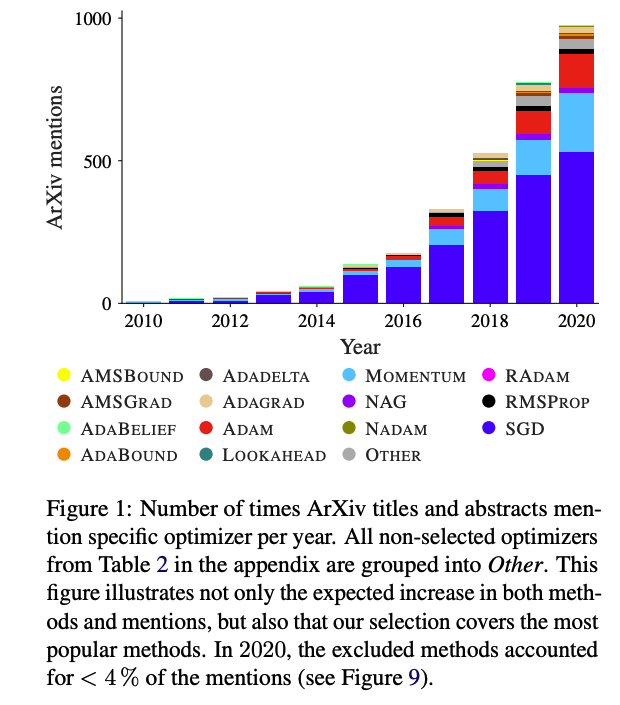 1000
500
0
ArXiv mentions
2010 2012 2014 2016 2018 2020
Year
AMSBOUND ADADELTA MOMENTUM RADAM
AMSGRAD ADAGRAD NAG RMSPROP
ADABELIEF ADAM NADAM SGD
ADABOUND LOOKAHEAD OTHER
Figure 1: Number of times ArXiv titles and abstracts men-
tion specific optimizer per year. All non-selected optimizers
from Table 2 in the appendix are grouped into Other. This
figure illustrates not only the expected increase in both meth-
ods and mentions, but also that our selection covers the most
popular methods. In 2020, the excluded methods accounted
for < 4 % of the mentions (see Figure 9).